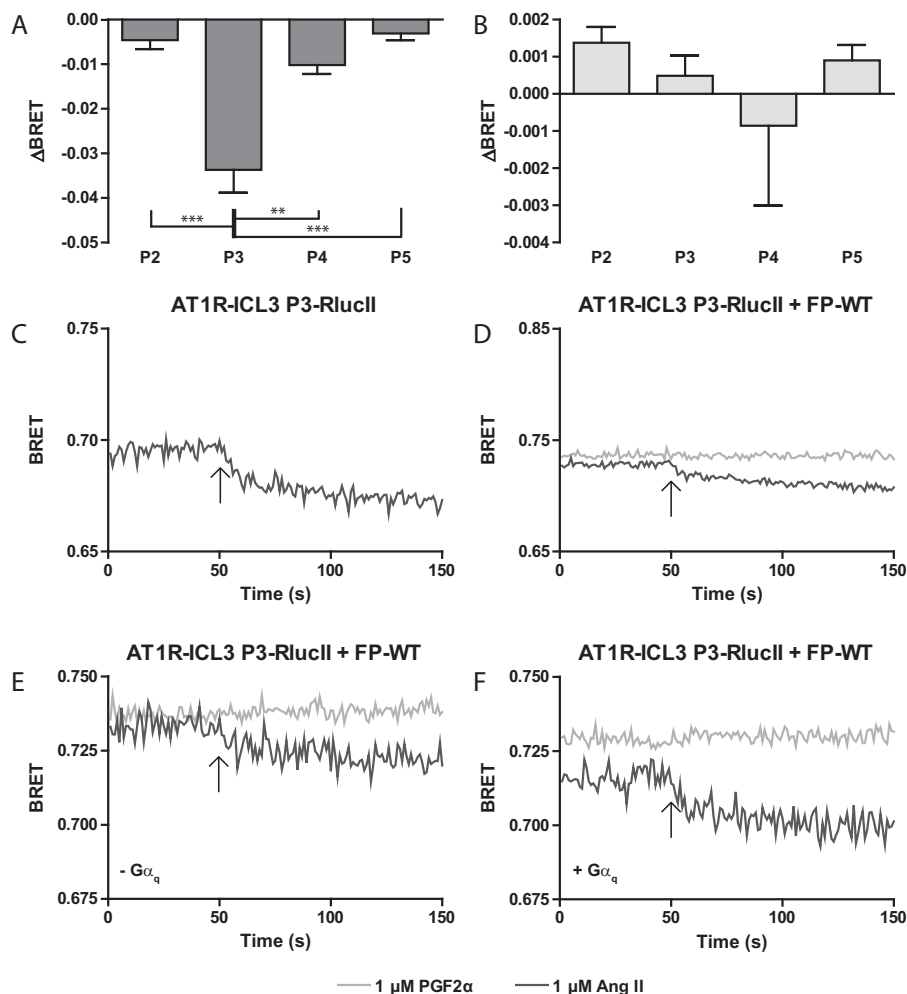 A
0.00
-0.01
-0.02
-0.03
-0.04
-0.05
ΔBRET
***
**
***
P2 P3 P4 P5
B
0.002
0.001
0.000
-0.001
-0.002
-0.003
-0.004
ΔBRET
P2 P3 P4 P5
AT1R-ICL3 P3-RlucII
C
0.75
0.70
0.65
BRET
0 50 100 150
Time (s)
AT1R-ICL3 P3-RlucII + FP-WT
D
0.85
0.75
0.65
BRET
0 50 100 150
Time (s)
AT1R-ICL3 P3-RlucII + FP-WT
E
0.750
0.725
0.700
0.675
BRET
- Gαq
0 50 100 150
Time (s)
AT1R-ICL3 P3-RlucII + FP-WT
F
0.750
0.725
0.700
0.675
BRET
+ Gαq
0 50 100 150
Time (s)
1 μM PGF2α 1 μM Ang II